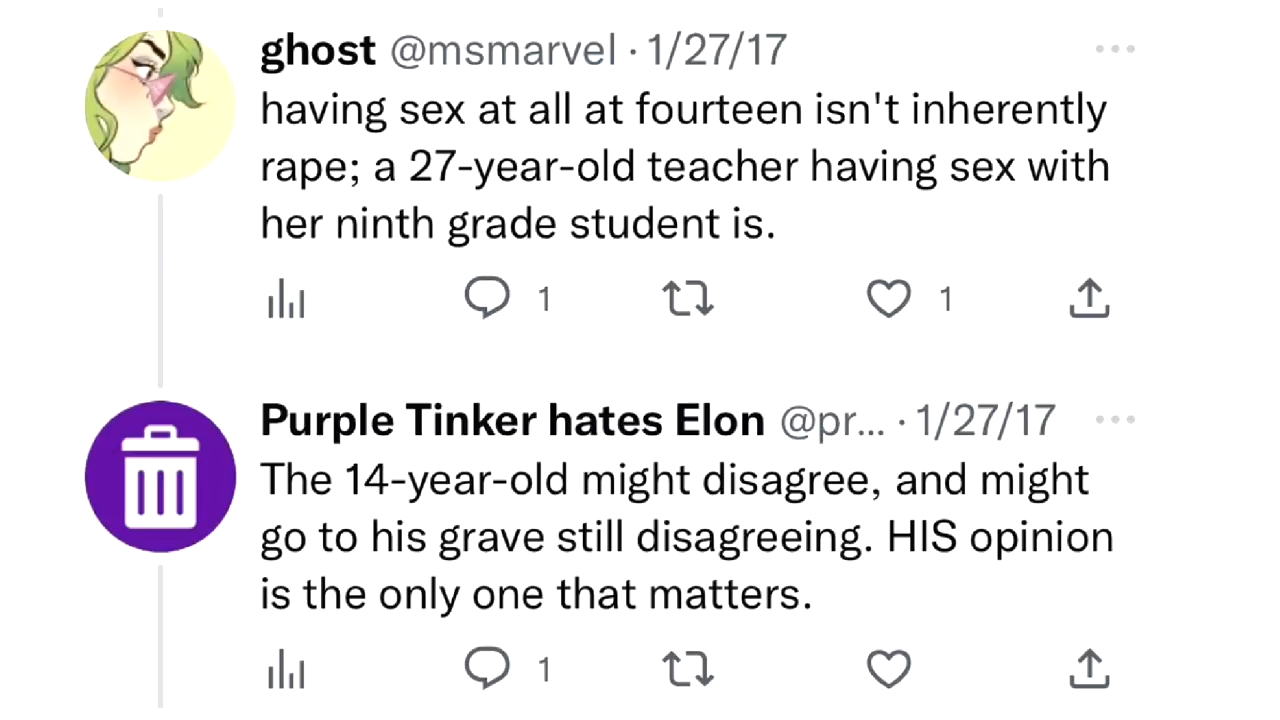 ghost @msmarvel · 1/27/17
having sex at all at fourteen isn't inherently
rape; a 27-year-old teacher having sex with
her ninth grade student is.
1 1
Purple Tinker hates Elon @pr... · 1/27/17
The 14-year-old might disagree, and might
go to his grave still disagreeing. HIS opinion
is the only one that matters.
1